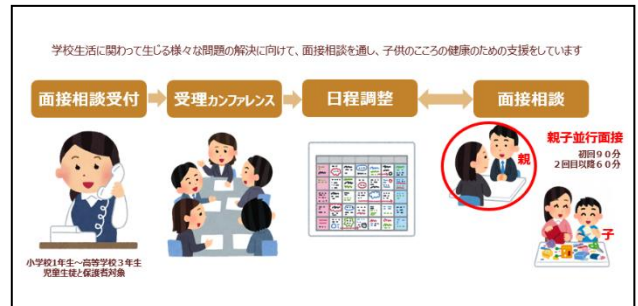 学校生活に関わって生じる様々な問題の解決に向けて、面接相談を通し、子供のこころの健康のための支援をしています
面接相談受付
受理カンファレンス
日程調整
面接相談
親
親子並行面接
初回90分
2回目以降60分
子
小学校1年生~高等学校3年生
児童生徒と保護者対象